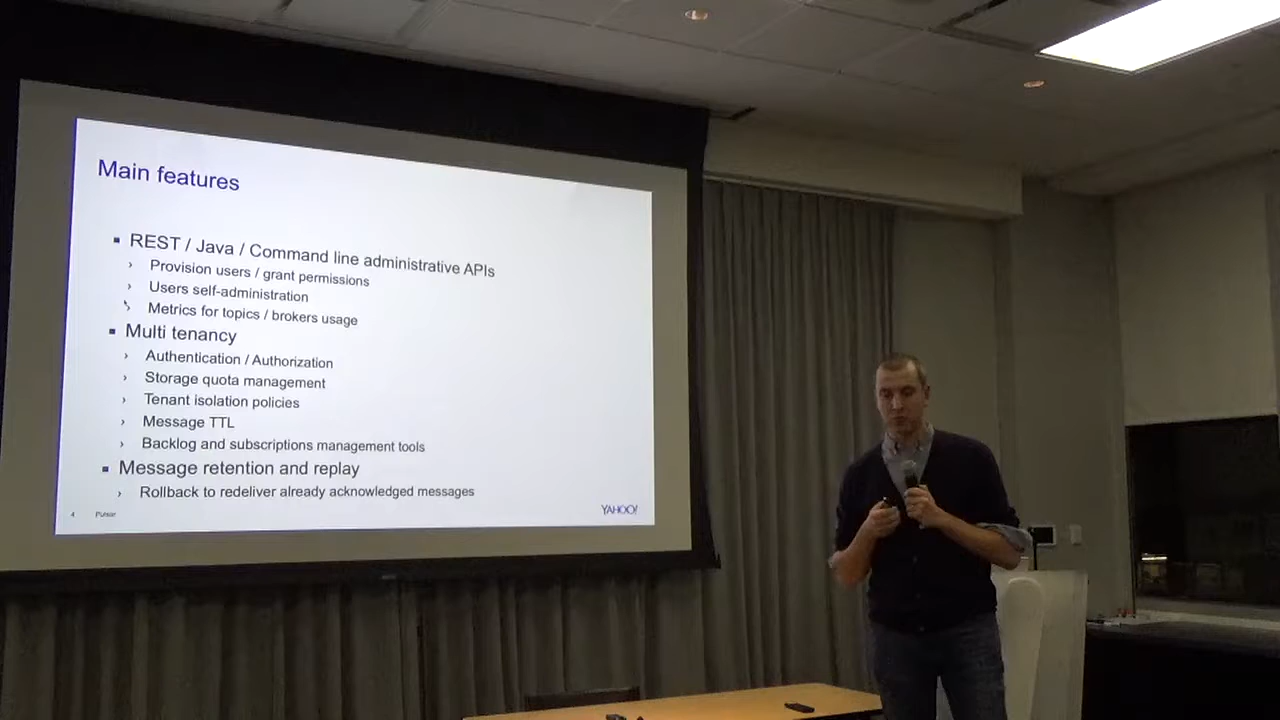 Main features
▪ REST / Java / Command line administrative APIs
› Provision users / grant permissions
› Users self-administration
› Metrics for topics / brokers usage
▪ Multi tenancy
› Authentication / Authorization
› Storage quota management
› Tenant isolation policies
› Message TTL
› Backlog and subscriptions management tools
▪ Message retention and replay
› Rollback to redeliver already acknowledged messages
4 Pulsar
YAHOO!